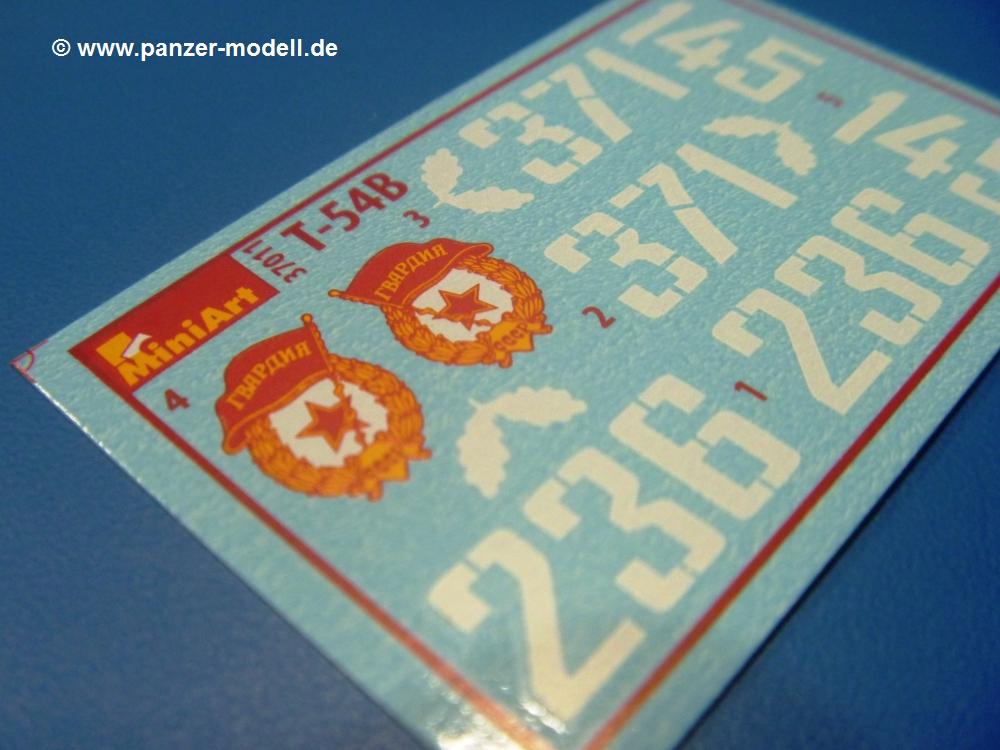 © www.panzer-modell.de
MiniArt
37011
T-54B
4
ГВАРДИЯ
СССР
3
ГВАРДИЯ
СССР
371
145
5
145
2
371
1
236
236